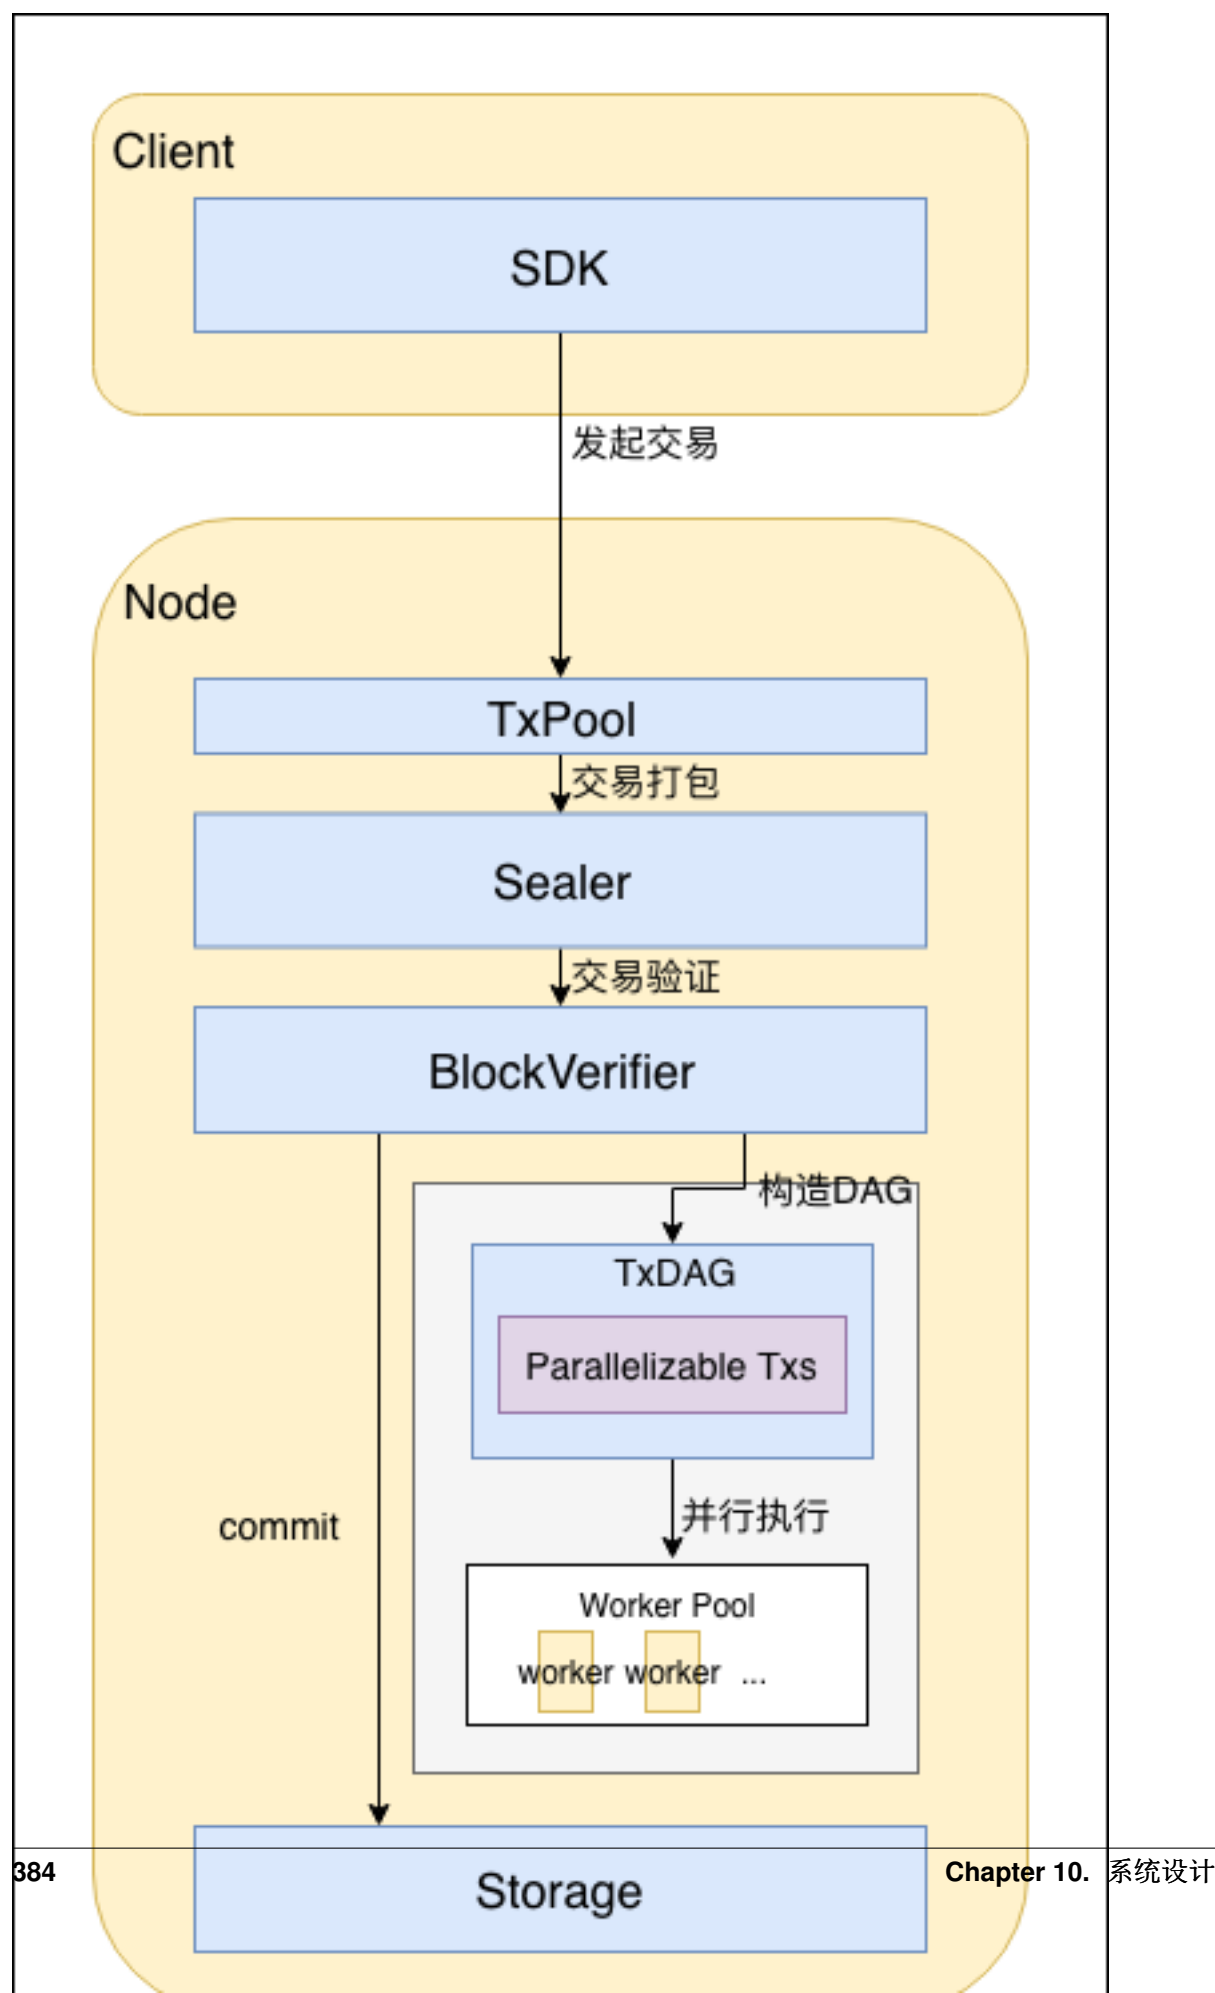 Client
SDK
发起交易
Node
TxPool
交易打包
Sealer
交易验证
BlockVerifier
构造DAG
TxDAG
Parallelizable Txs
commit
并行执行
Worker Pool
worker worker ...
384 Chapter 10. 系统设计
Storage